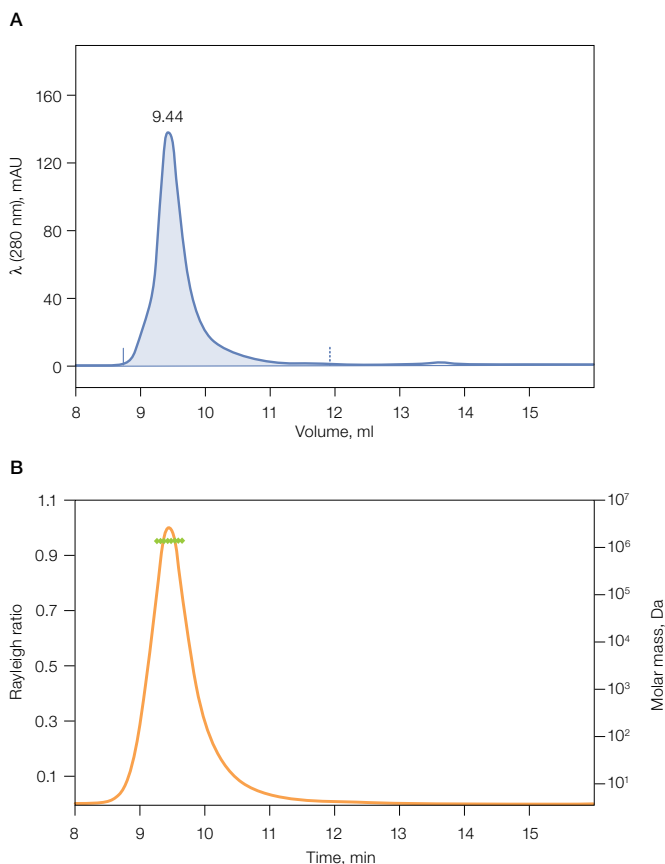 A
λ (280 nm), mAU
160
120
80
40
0
9.44
8 9 10 11 12 13 14 15
Volume, ml
B
Rayleigh ratio
1.1
0.9
0.7
0.5
0.3
0.1
10⁷
10⁶
10⁵
10⁴
10³
10²
10¹
Molar mass, Da
8 9 10 11 12 13 14 15
Time, min